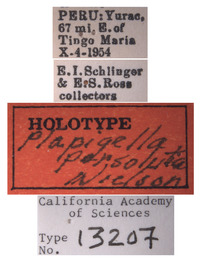 PERU: Yurac,
67 mi. E. of
Tingo Maria
X-4-1954
E.I. Schlinger
& E.S. Ross
collectors
HOLOTYPE
Plapigella
persoluta
Nielson
California Academy
of Sciences
Type
No. 13207